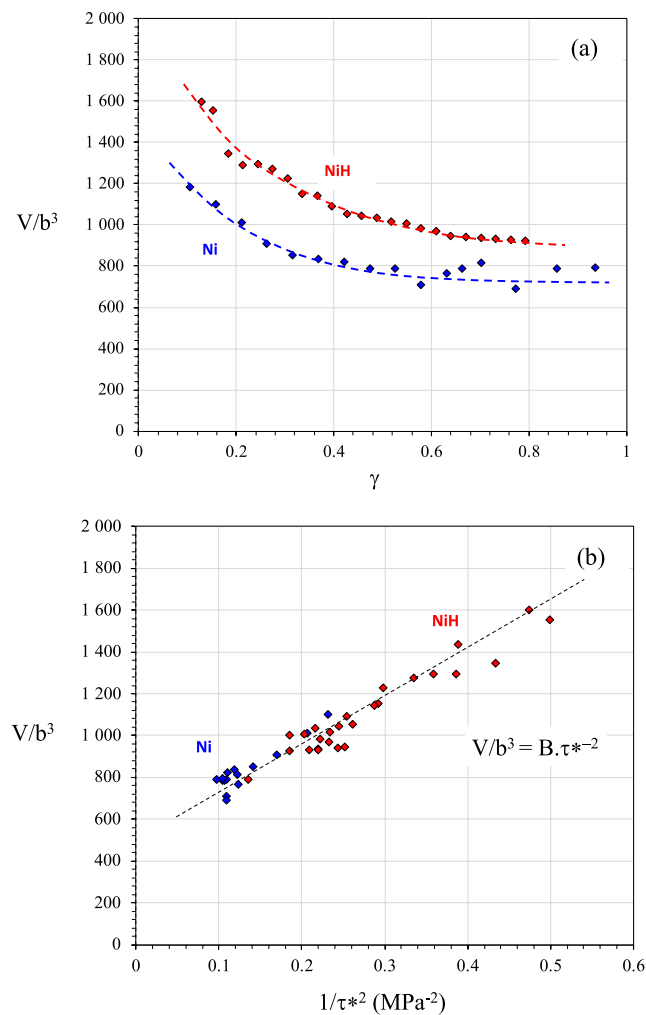 2 000
(a)
1 800
1 600
1 400
NiH
1 200
V/b³
1 000
Ni
800
600
400
200
0
0 0.2 0.4 0.6 0.8 1
γ
2 000
(b)
1 800
1 600
NiH
1 400
1 200
V/b³
1 000
Ni
V/b³ = B.τ*⁻²
800
600
400
200
0
0 0.1 0.2 0.3 0.4 0.5 0.6
1/τ*² (MPa⁻²)